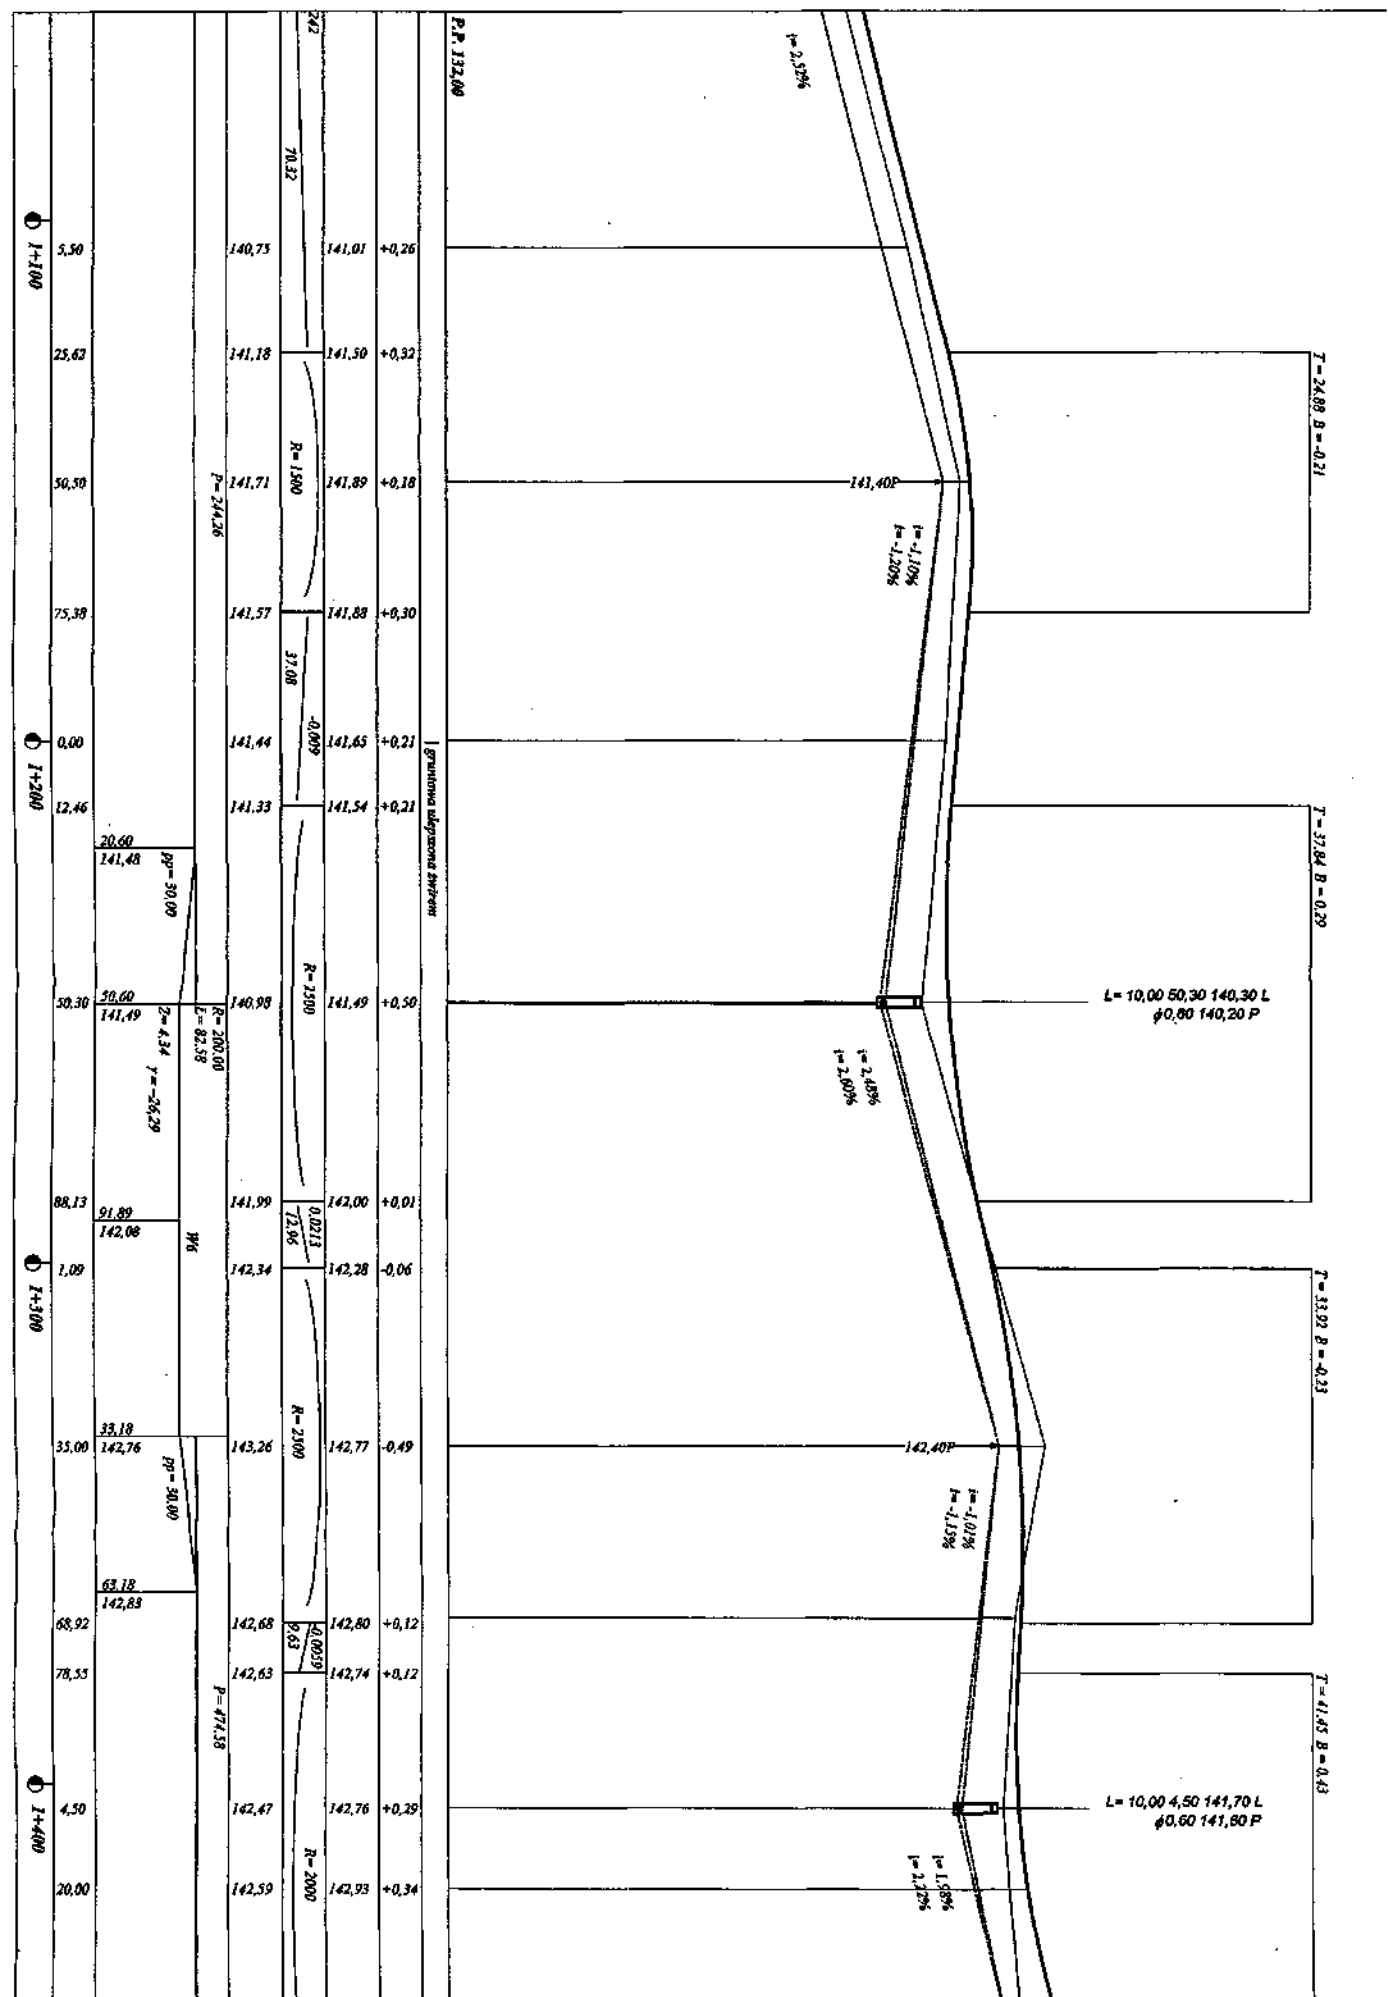 P.P. 132,00
i= 2,52%
T = 24.88 B = -0.21
141,40P
i= -1,10%
i= -1,20%
T = 37.84 B = 0.29
L= 10,00 50,30 140,30 L
ϕ0,80 140,20 P
i= 2,48%
i= 2,60%
T = 33.92 B = -0.23
142,40P
i= -1,01%
i= -1,15%
T = 41.45 B = 0.43
L= 10,00 4,50 141,70 L
ϕ0,60 141,60 P
i= 1,98%
i= 2,22%
gruntowa ulepszona żwirem
+0,26
+0,32
+0,18
+0,30
+0,21
+0,21
+0,50
+0,01
-0,06
-0,49
+0,12
+0,12
+0,29
+0,34
141,01
141,50
141,89
141,88
141,65
141,54
141,49
142,00
142,28
142,77
142,80
142,74
142,76
142,93
242
70.32
R= 1500
37.08
-0,009
R= 2500
0.0213
12.96
R= 2500
-0.0059
9.63
R= 2000
140,75
141,18
141,71
141,57
141,44
141,33
140,98
141,99
142,34
143,26
142,68
142,63
142,47
142,59
P= 244.26
R= 200.00
L= 82.58
P= 474.58
W6
20.60
141,48
pp= 30,00
50.60
141,49
Z= 4.34
γ= -26,29
91.89
142,08
33.18
142,76
pp= 30.00
63.18
142,83
5,50
25,62
50,50
75,38
0,00
12,46
50,30
88,13
1,09
35,00
68,92
78,55
4,50
20,00
1+100
1+200
1+300
1+400